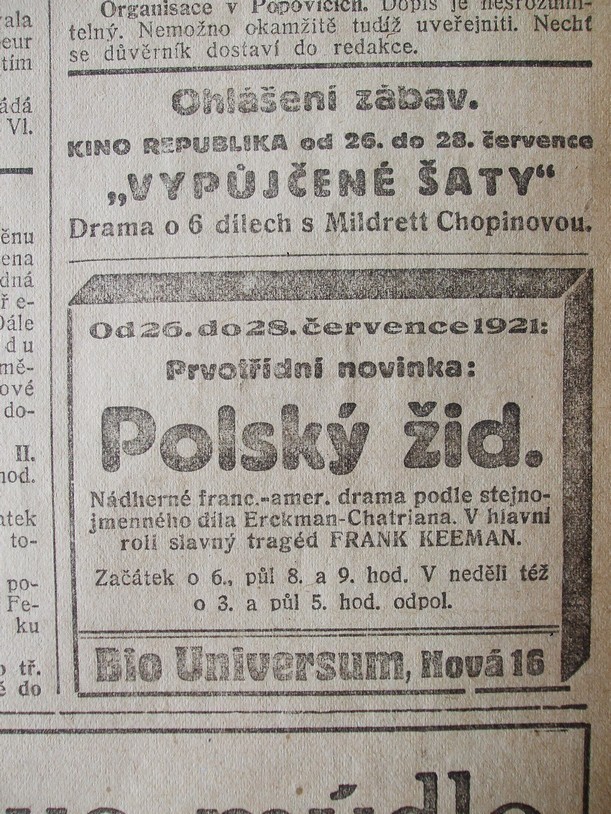 Organisace v Popovicích. Dopis je nesrozumi-
telný. Nemožno okamžitě tudíž uveřejniti. Nechť
se důvěrník dostaví do redakce.
Ohlášení zábav.
KINO REPUBLIKA od 26. do 28. července
„VYPŮJČENÉ ŠATY“
Drama o 6 dílech s Mildrett Chopinovou.
Od 26. do 28. července 1921:
Prvotřídní novinka:
Polský žid.
Nádherné franc.-amer. drama podle stejno-
jmenného díla Erckman-Chatriana. V hlavní
roli slavný tragéd FRANK KEEMAN.
Začátek o 6., půl 8. a 9. hod. V neděli též
o 3. a půl 5. hod. odpol.
Bio Universum, Nová 16